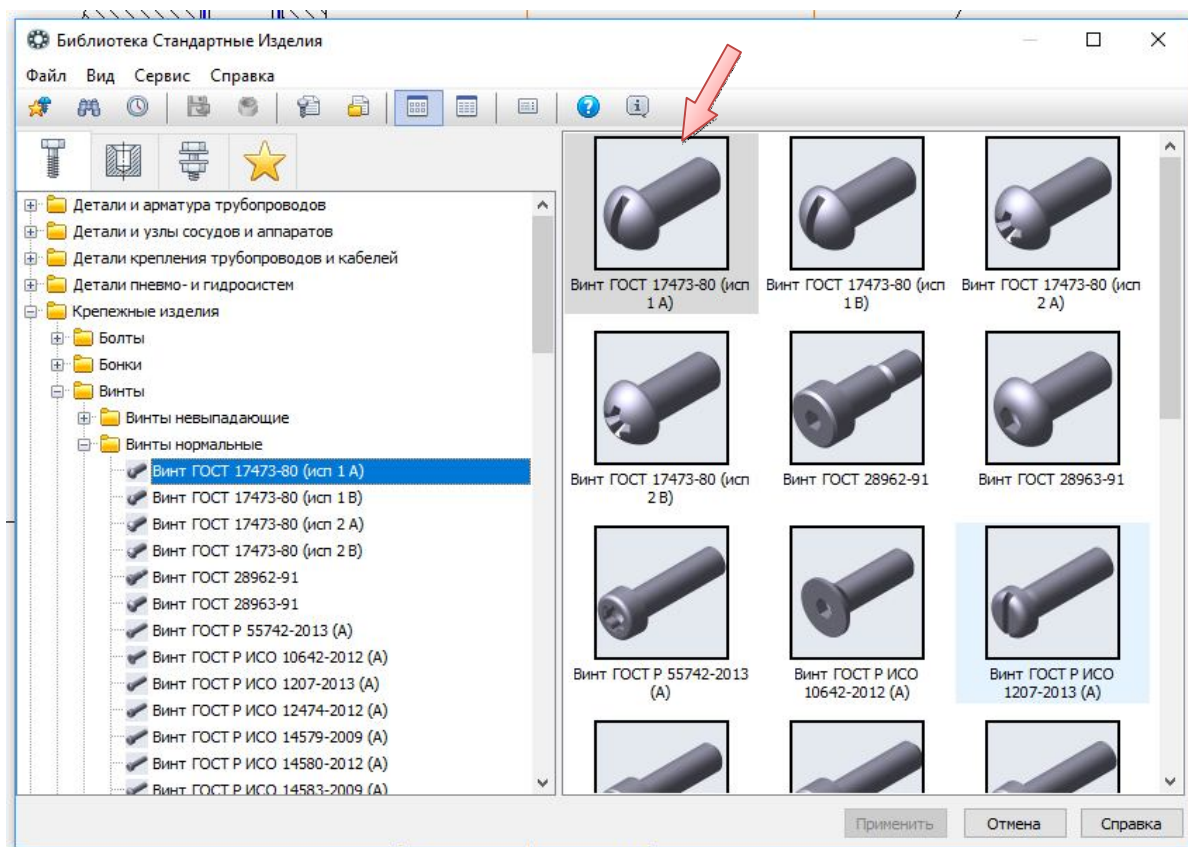 Библиотека Стандартные Изделия
Файл Вид Сервис Справка
Детали и арматура трубопроводов
Детали и узлы сосудов и аппаратов
Детали крепления трубопроводов и кабелей
Детали пневмо- и гидросистем
Крепежные изделия
Болты
Бонки
Винты
Винты невыпадающие
Винты нормальные
Винт ГОСТ 17473-80 (исп 1 A)
Винт ГОСТ 17473-80 (исп 1 B)
Винт ГОСТ 17473-80 (исп 2 A)
Винт ГОСТ 17473-80 (исп 2 B)
Винт ГОСТ 28962-91
Винт ГОСТ 28963-91
Винт ГОСТ Р 55742-2013 (A)
Винт ГОСТ Р ИСО 10642-2012 (A)
Винт ГОСТ Р ИСО 1207-2013 (A)
Винт ГОСТ Р ИСО 12474-2012 (A)
Винт ГОСТ Р ИСО 14579-2009 (A)
Винт ГОСТ Р ИСО 14580-2012 (A)
Винт ГОСТ Р ИСО 14583-2009 (A)
Винт ГОСТ 17473-80 (исп
1 A)
Винт ГОСТ 17473-80 (исп
1 B)
Винт ГОСТ 17473-80 (исп
2 A)
Винт ГОСТ 17473-80 (исп
2 B)
Винт ГОСТ 28962-91
Винт ГОСТ 28963-91
Винт ГОСТ Р 55742-2013
(A)
Винт ГОСТ Р ИСО
10642-2012 (A)
Винт ГОСТ Р ИСО
1207-2013 (A)
Применить
Отмена
Справка